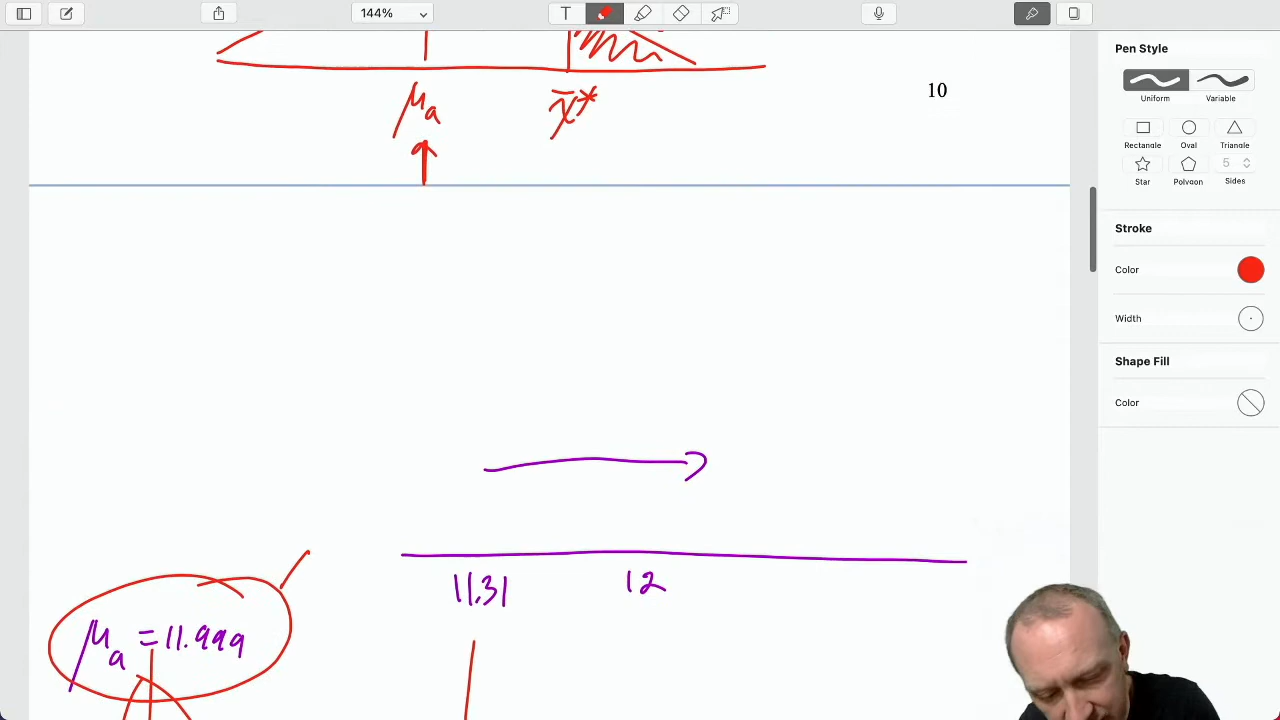 144%
T
Pen Style
Uniform
Variable
Rectangle
Oval
Triangle
Star
Polygon
5
Sides
Stroke
Color
Width
Shape Fill
Color
μa
x̄*
10
11.31
12
μa = 11.999